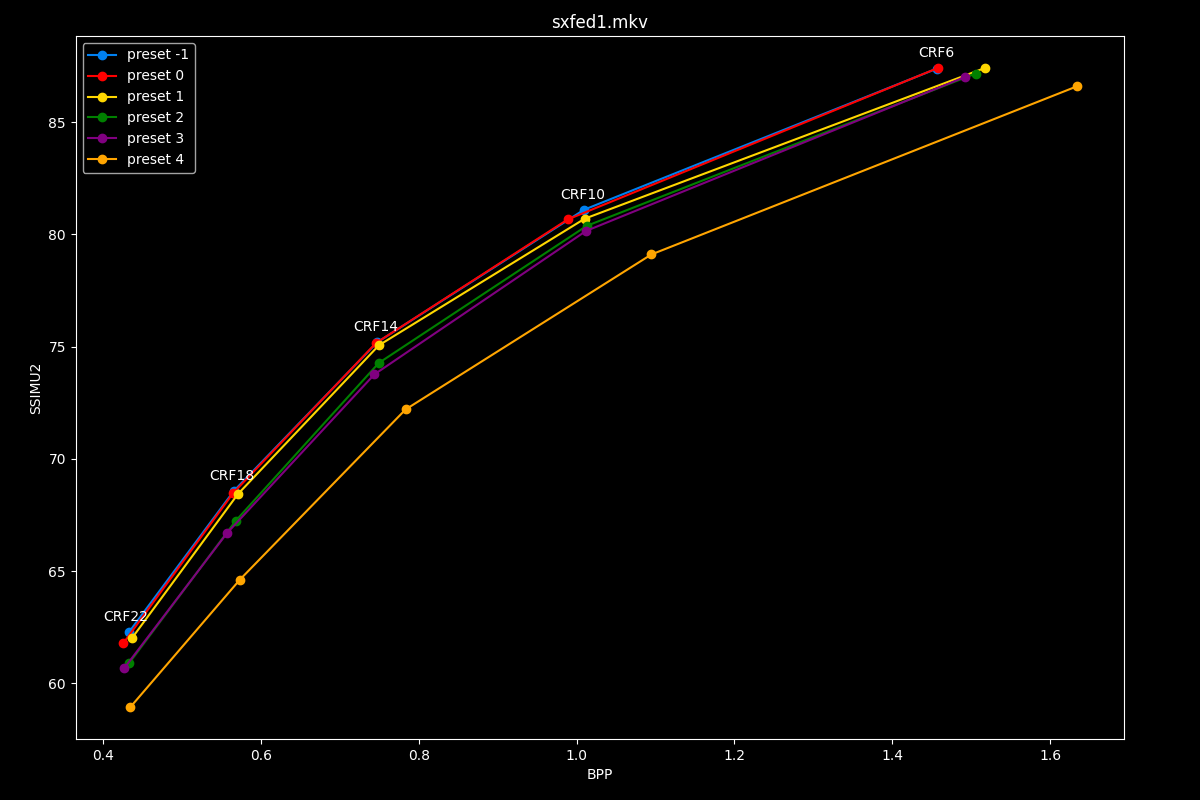 sxfed1.mkv
preset -1
preset 0
preset 1
preset 2
preset 3
preset 4
CRF6
CRF10
CRF14
CRF18
CRF22
SSIMU2
85
80
75
70
65
60
0.4 0.6 0.8 1.0 1.2 1.4 1.6
BPP